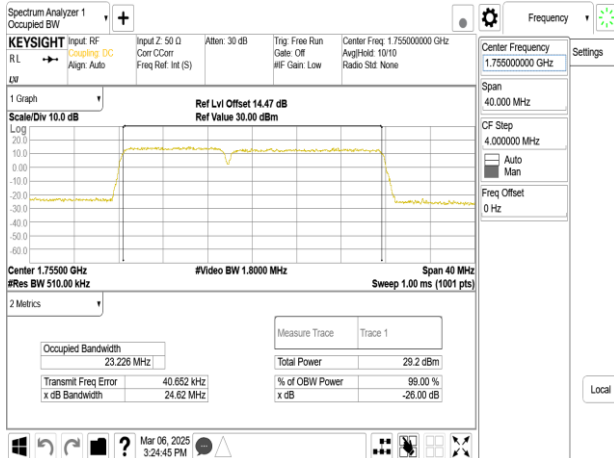 Spectrum Analyzer 1
Occupied BW
Frequency
KEYSIGHT
RL
LXI
Input: RF
Coupling: DC
Align: Auto
Input Z: 50 Ω
Corr CCorr
Freq Ref: Int (S)
Atten: 30 dB
Trig: Free Run
Gate: Off
#IF Gain: Low
Center Freq: 1.755000000 GHz
Avg|Hold: 10/10
Radio Std: None
Center Frequency
1.755000000 GHz
Settings
Span
40.000 MHz
CF Step
4.000000 MHz
Auto
Man
Freq Offset
0 Hz
Local
1 Graph
Scale/Div 10.0 dB
Ref Lvl Offset 14.47 dB
Ref Value 30.00 dBm
Log
20.0
10.0
0.00
-10.0
-20.0
-30.0
-40.0
-50.0
-60.0
Center 1.75500 GHz
#Video BW 1.8000 MHz
Span 40 MHz
#Res BW 510.00 kHz
Sweep 1.00 ms (1001 pts)
2 Metrics
Measure Trace Trace 1
Occupied Bandwidth
23.226 MHz
Total Power 29.2 dBm
Transmit Freq Error 40.652 kHz
% of OBW Power 99.00 %
x dB Bandwidth 24.62 MHz
x dB -26.00 dB
?
Mar 06, 2025
3:24:45 PM